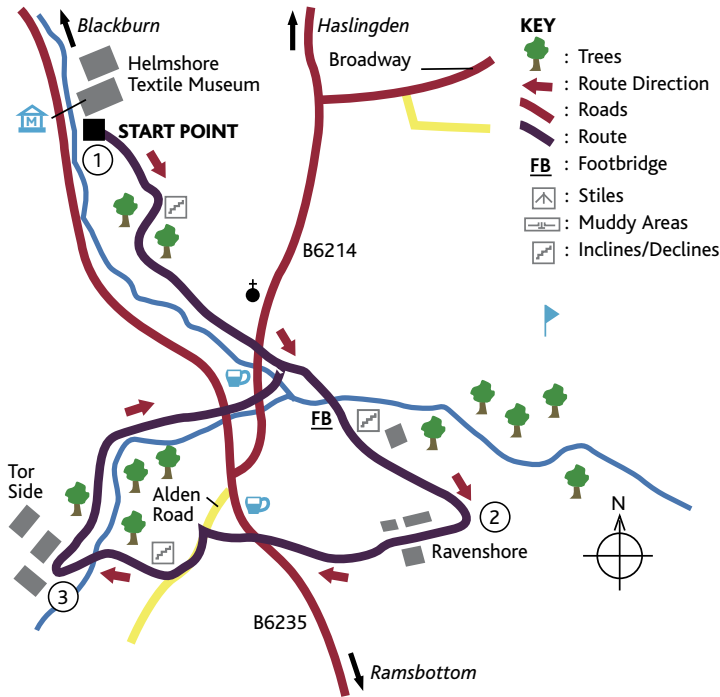 Blackburn
Helmshore
Textile Museum
M
START POINT
1
Haslingden
Broadway
B6214
KEY
: Trees
: Route Direction
: Roads
: Route
FB : Footbridge
: Stiles
: Muddy Areas
: Inclines/Declines
FB
Tor
Side
Alden
Road
2
Ravenshore
N
3
B6235
Ramsbottom